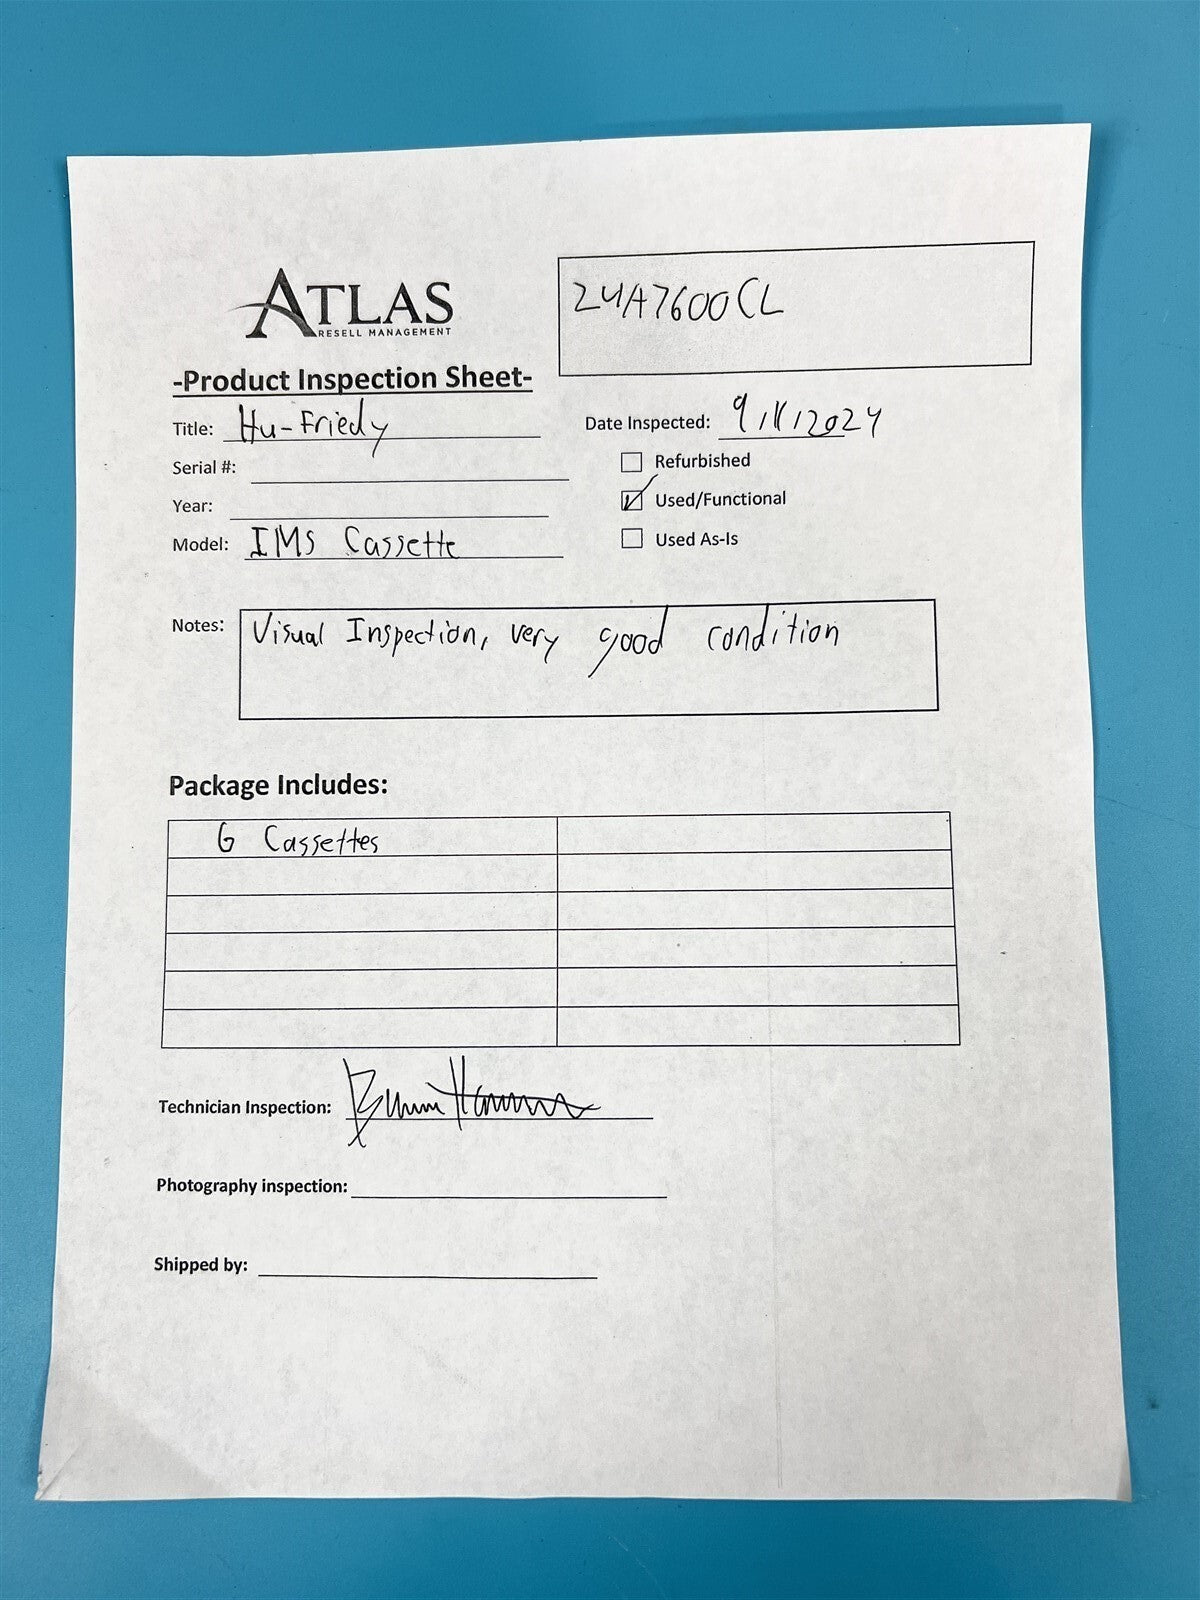 ATLAS
RESELL MANAGEMENT
24A7600CL
-Product Inspection Sheet-
Title: Hu-Friedy
Date Inspected: 9/ /2024
Serial #:
Refurbished
Year:
Used/Functional
Model: IMS Cassette
Used As-Is
Notes: Visual Inspection, very good condition
Package Includes:
6 Cassettes
Technician Inspection:
Photography inspection:
Shipped by: